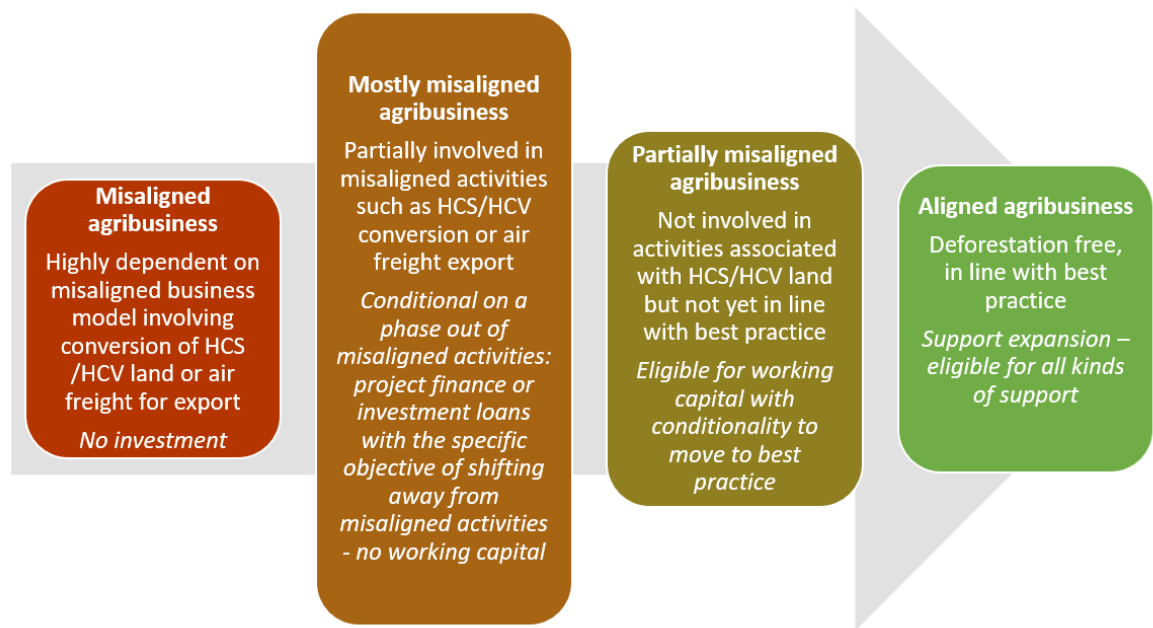 Misaligned
agribusiness
Highly dependent on
misaligned business
model involving
conversion of HCS
/HCV land or air
freight for export
No investment
Mostly misaligned
agribusiness
Partially involved in
misaligned activities
such as HCS/HCV
conversion or air
freight export
Conditional on a
phase out of
misaligned activities:
project finance or
investment loans
with the specific
objective of shifting
away from
misaligned activities
- no working capital
Partially misaligned
agribusiness
Not involved in
activities associated
with HCS/HCV land
but not yet in line
with best practice
Eligible for working
capital with
conditionality to
move to best
practice
Aligned agribusiness
Deforestation free,
in line with best
practice
Support expansion –
eligible for all kinds
of support